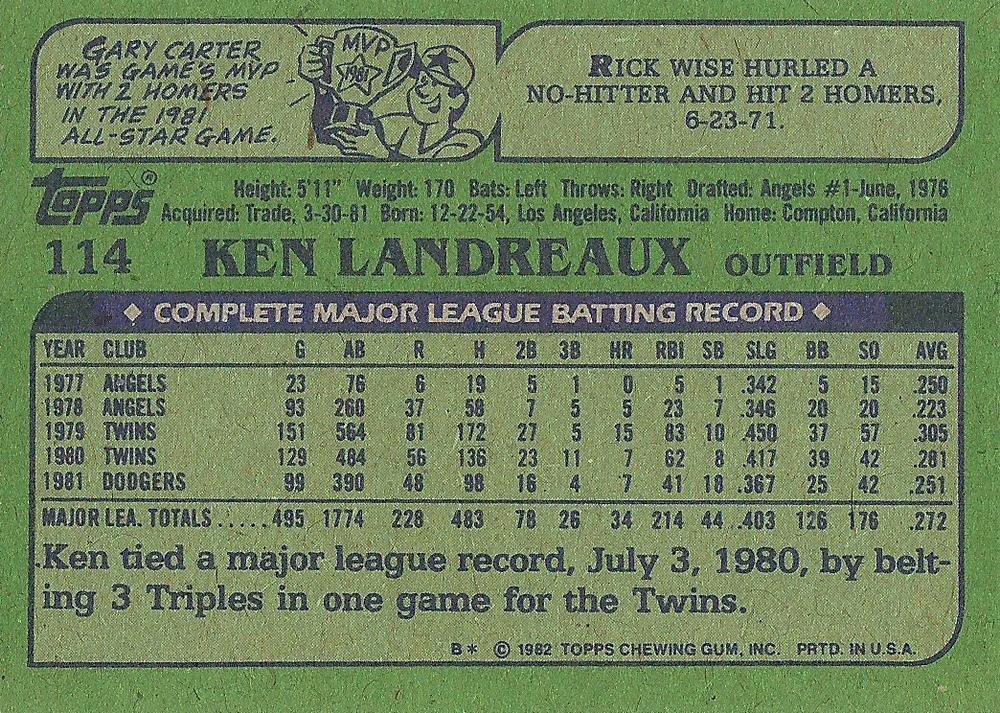 GARY CARTER
WAS GAME'S MVP
WITH 2 HOMERS
IN THE 1981
ALL-STAR GAME.
MVP
1981
RICK WISE HURLED A
NO-HITTER AND HIT 2 HOMERS,
6-23-71.
Topps®
Height: 5'11" Weight: 170 Bats: Left Throws: Right Drafted: Angels #1-June, 1976
Acquired: Trade, 3-30-81 Born: 12-22-54, Los Angeles, California Home: Compton, California
114 KEN LANDREAUX OUTFIELD
◆ COMPLETE MAJOR LEAGUE BATTING RECORD ◆
YEAR CLUB G AB R H 2B 3B HR RBI SB SLG BB SO AVG
1977 ANGELS 23 76 6 19 5 1 0 5 1 .342 5 15 .250
1978 ANGELS 93 260 37 58 7 5 5 23 7 .346 20 20 .223
1979 TWINS 151 564 81 172 27 5 15 83 10 .450 37 57 .305
1980 TWINS 129 484 56 136 23 11 7 62 8 .417 39 42 .281
1981 DODGERS 99 390 48 98 16 4 7 41 18 .367 25 42 .251
MAJOR LEA. TOTALS.....495 1774 228 483 78 26 34 214 44 .403 126 176 .272
Ken tied a major league record, July 3, 1980, by belt-
ing 3 Triples in one game for the Twins.
B* © 1982 TOPPS CHEWING GUM, INC. PRTD. IN U.S.A.